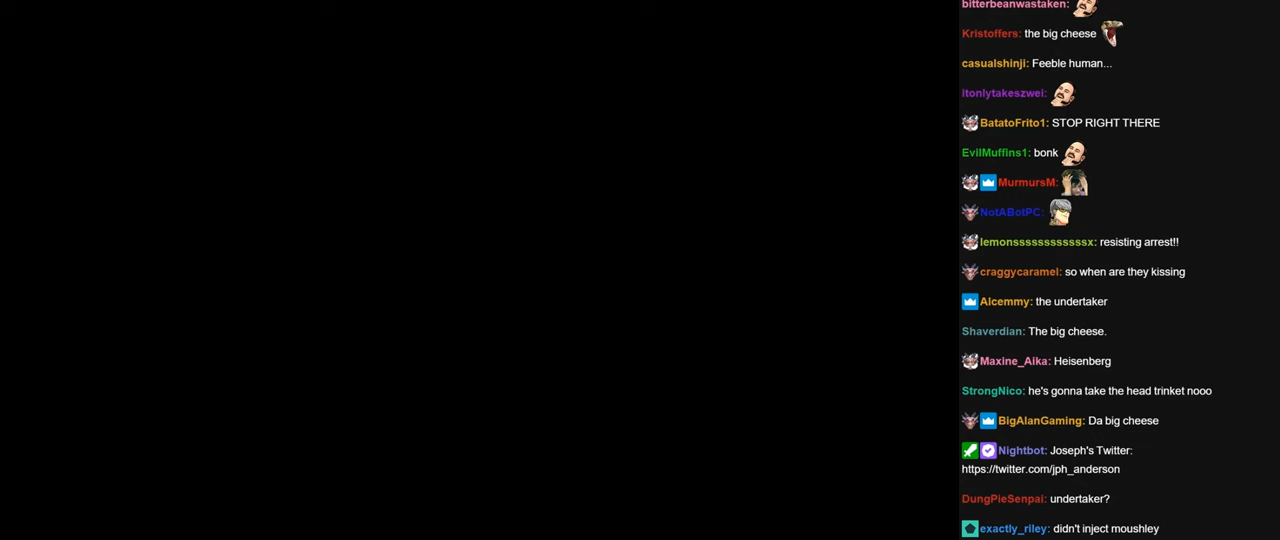 bitterbeanwastaken:
Kristoffers: the big cheese
casualshinji: Feeble human...
itonlytakeszwei:
BatatoFrito1: STOP RIGHT THERE
EvilMuffins1: bonk
MurmursM:
NotABotPC:
lemonsssssssssssx: resisting arrest!!
craggycaramel: so when are they kissing
Alcemmy: the undertaker
Shaverdian: The big cheese.
Maxine_Aika: Heisenberg
StrongNico: he's gonna take the head trinket nooo
BigAlanGaming: Da big cheese
Nightbot: Joseph's Twitter:
https://twitter.com/jph_anderson
DungPieSenpai: undertaker?
exactly_riley: didn't inject moushley